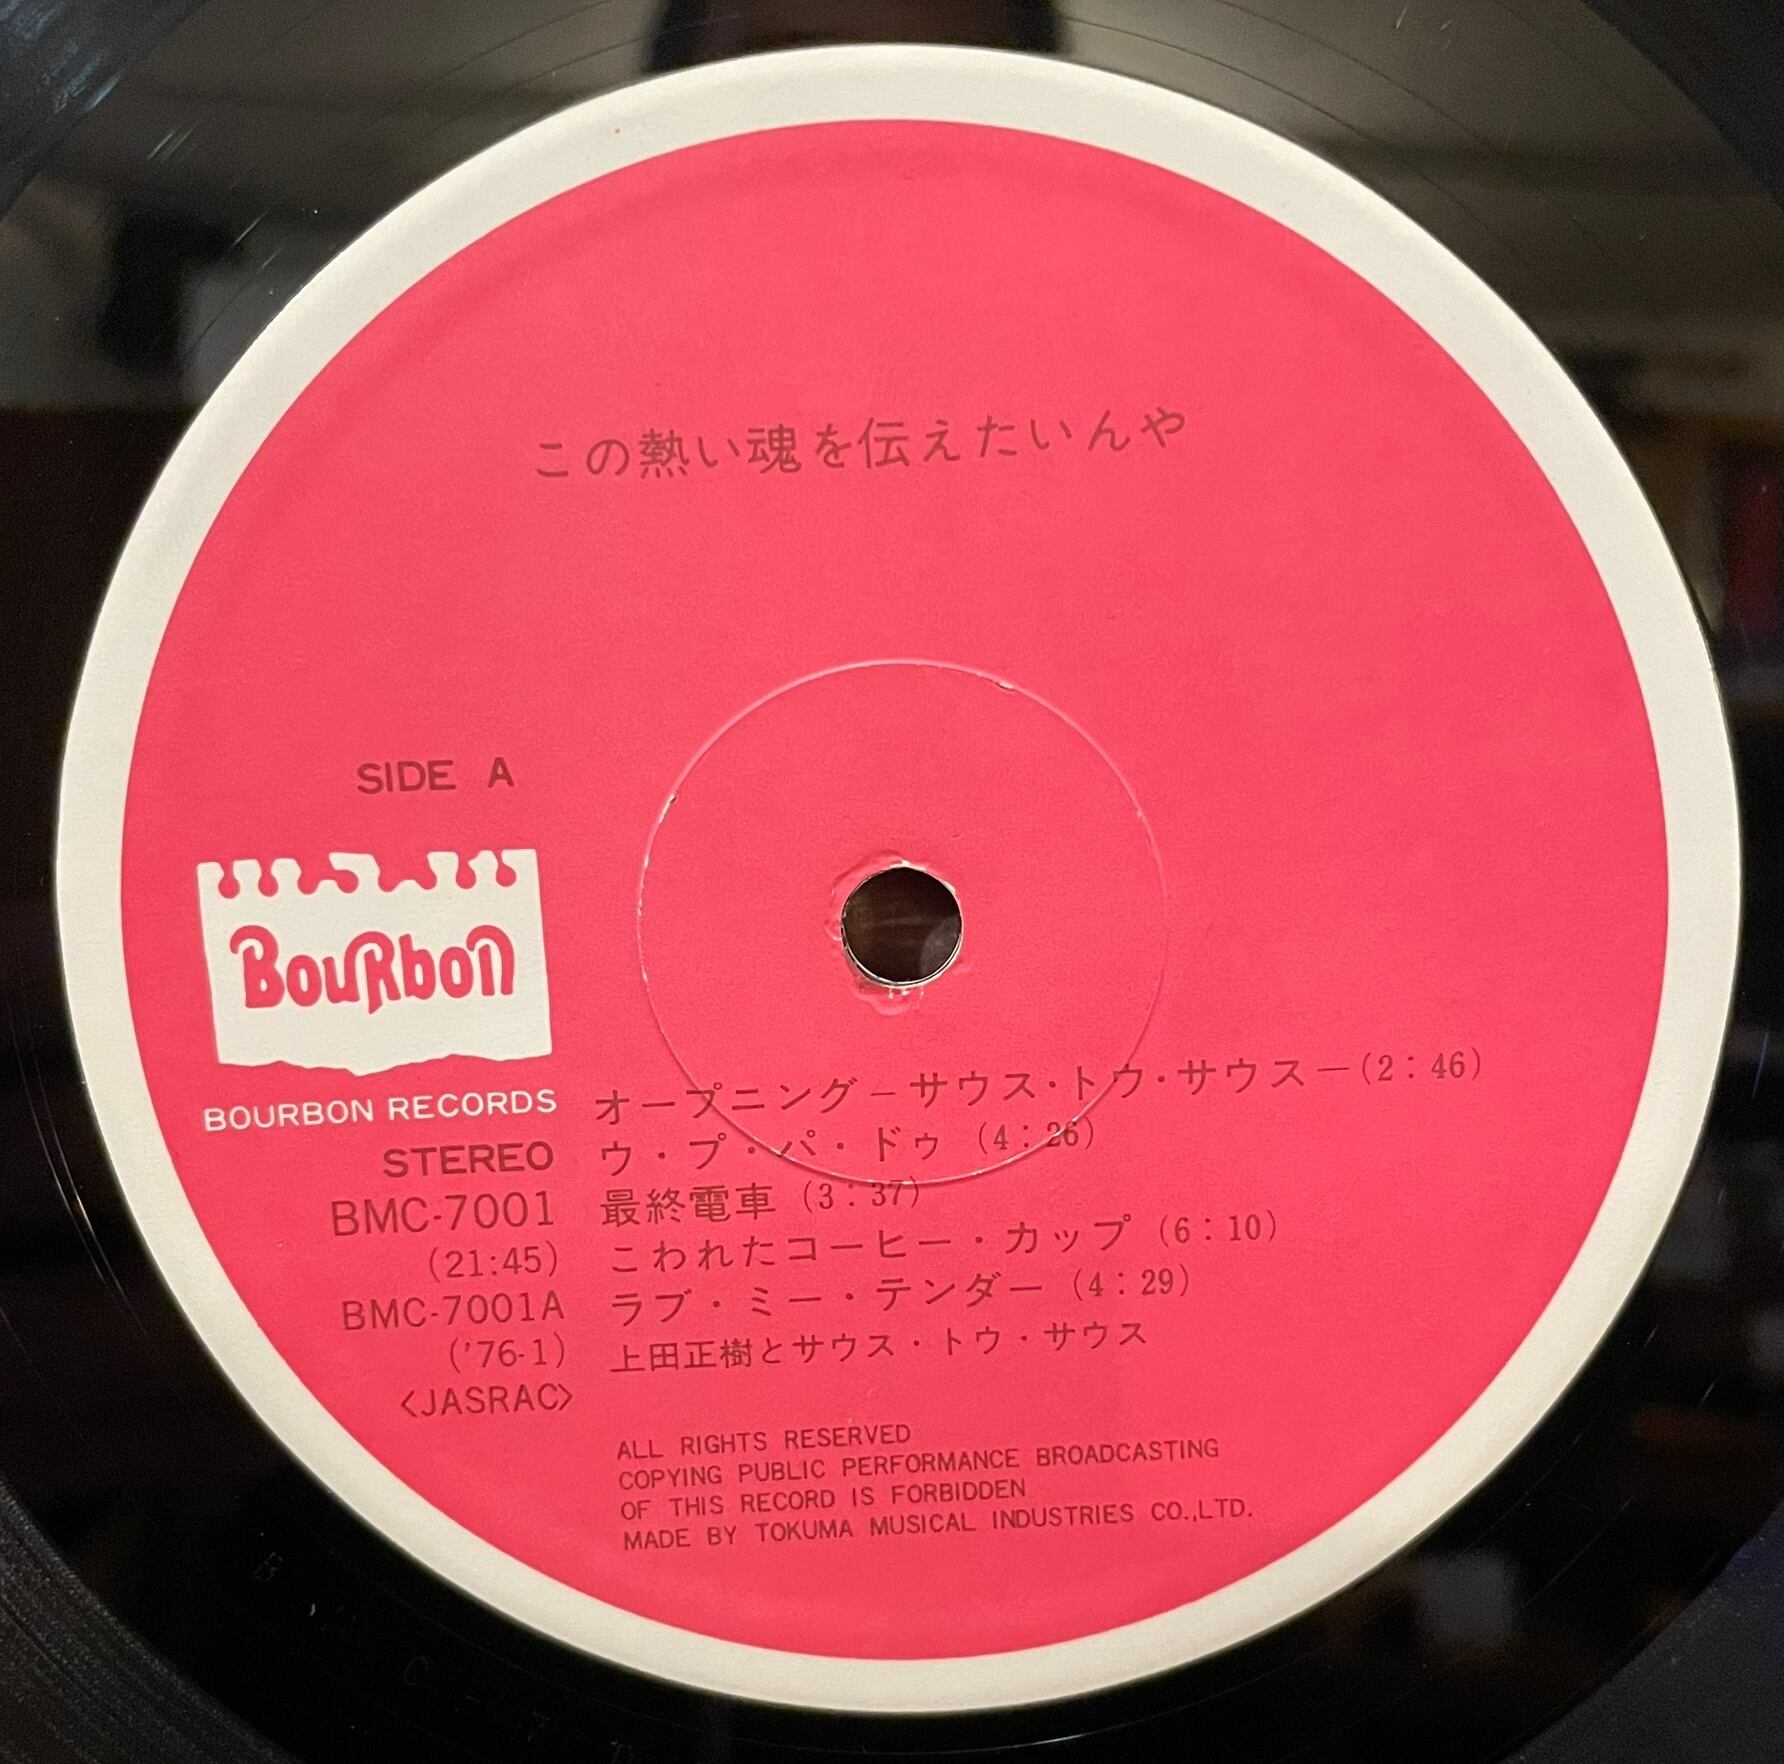 この熱い魂を伝えたいんや
SIDE A
BouRbon
BOURBON RECORDS
STEREO
BMC-7001
(21:45)
BMC-7001A
('76-1)
<JASRAC>
オープニング－サウス・トウ・サウス－(2：46)
ウ・プ・パ・ドゥ (4：26)
最終電車 (3：37)
こわれたコーヒー・カップ (6：10)
ラブ・ミー・テンダー (4：29)
上田正樹とサウス・トウ・サウス
ALL RIGHTS RESERVED
COPYING PUBLIC PERFORMANCE BROADCASTING
OF THIS RECORD IS FORBIDDEN
MADE BY TOKUMA MUSICAL INDUSTRIES CO.,LTD.